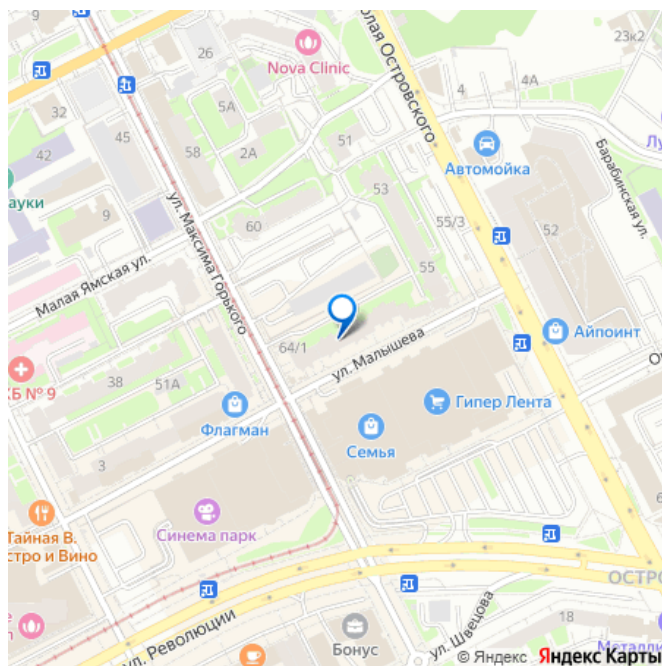 26
Nova Clinic
32
5А
4
4А
23к2
45
58
2А
51
Автомойка
Лу
42
9
60
53
ул. Максима Горького
олая Островского
Барабинская ул.
ауки
55/3
52
Малая Ямская ул.
55
64/1
ул. Малышева
Айпоинт
КБ № 9
38
51А
Флагман
Гипер Лента
Семья
3
Синема парк
Тайная В.
стро и Вино
ОСТРО
ул. Революции
Бонус
ул. Швецова
18
Металли
© Яндекс Яндекс Карты